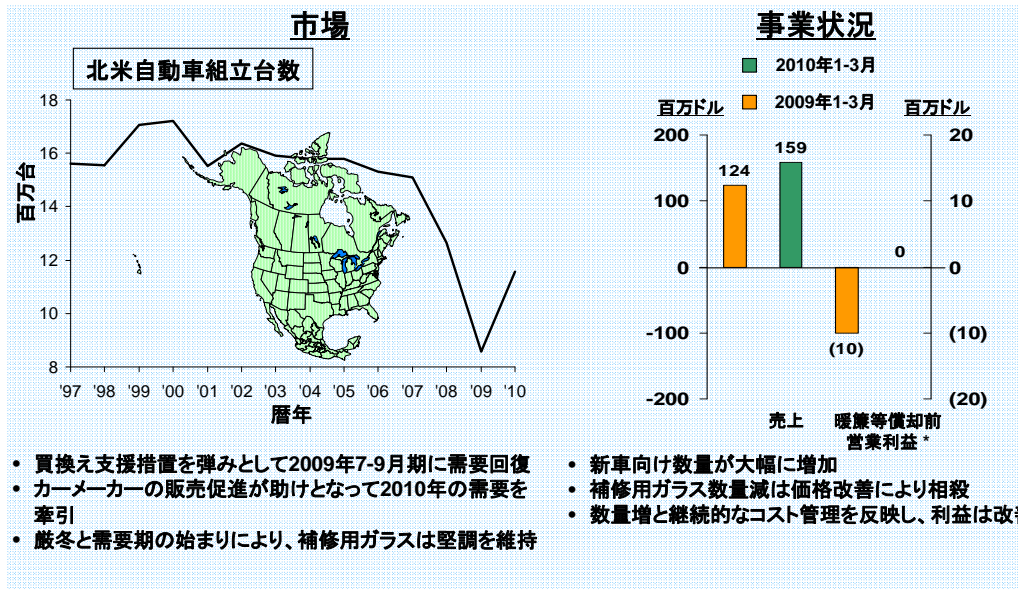 市場
北米自動車組立台数
百万台
18
16
14
12
10
8
'97 '98 '99 '00 '01 '02 '03 '04 '05 '06 '07 '08 '09 '10
暦年
• 買換え支援措置を弾みとして2009年7-9月期に需要回復
• カーメーカーの販売促進が助けとなって2010年の需要を
牽引
• 厳冬と需要期の始まりにより、補修用ガラスは堅調を維持
事業状況
2010年1-3月
2009年1-3月
百万ドル
百万ドル
200
100
0
-100
-200
124
159
(10)
0
20
10
0
(10)
(20)
売上
暖簾等償却前
営業利益 *
• 新車向け数量が大幅に増加
• 補修用ガラス数量減は価格改善により相殺
• 数量増と継続的なコスト管理を反映し、利益は改